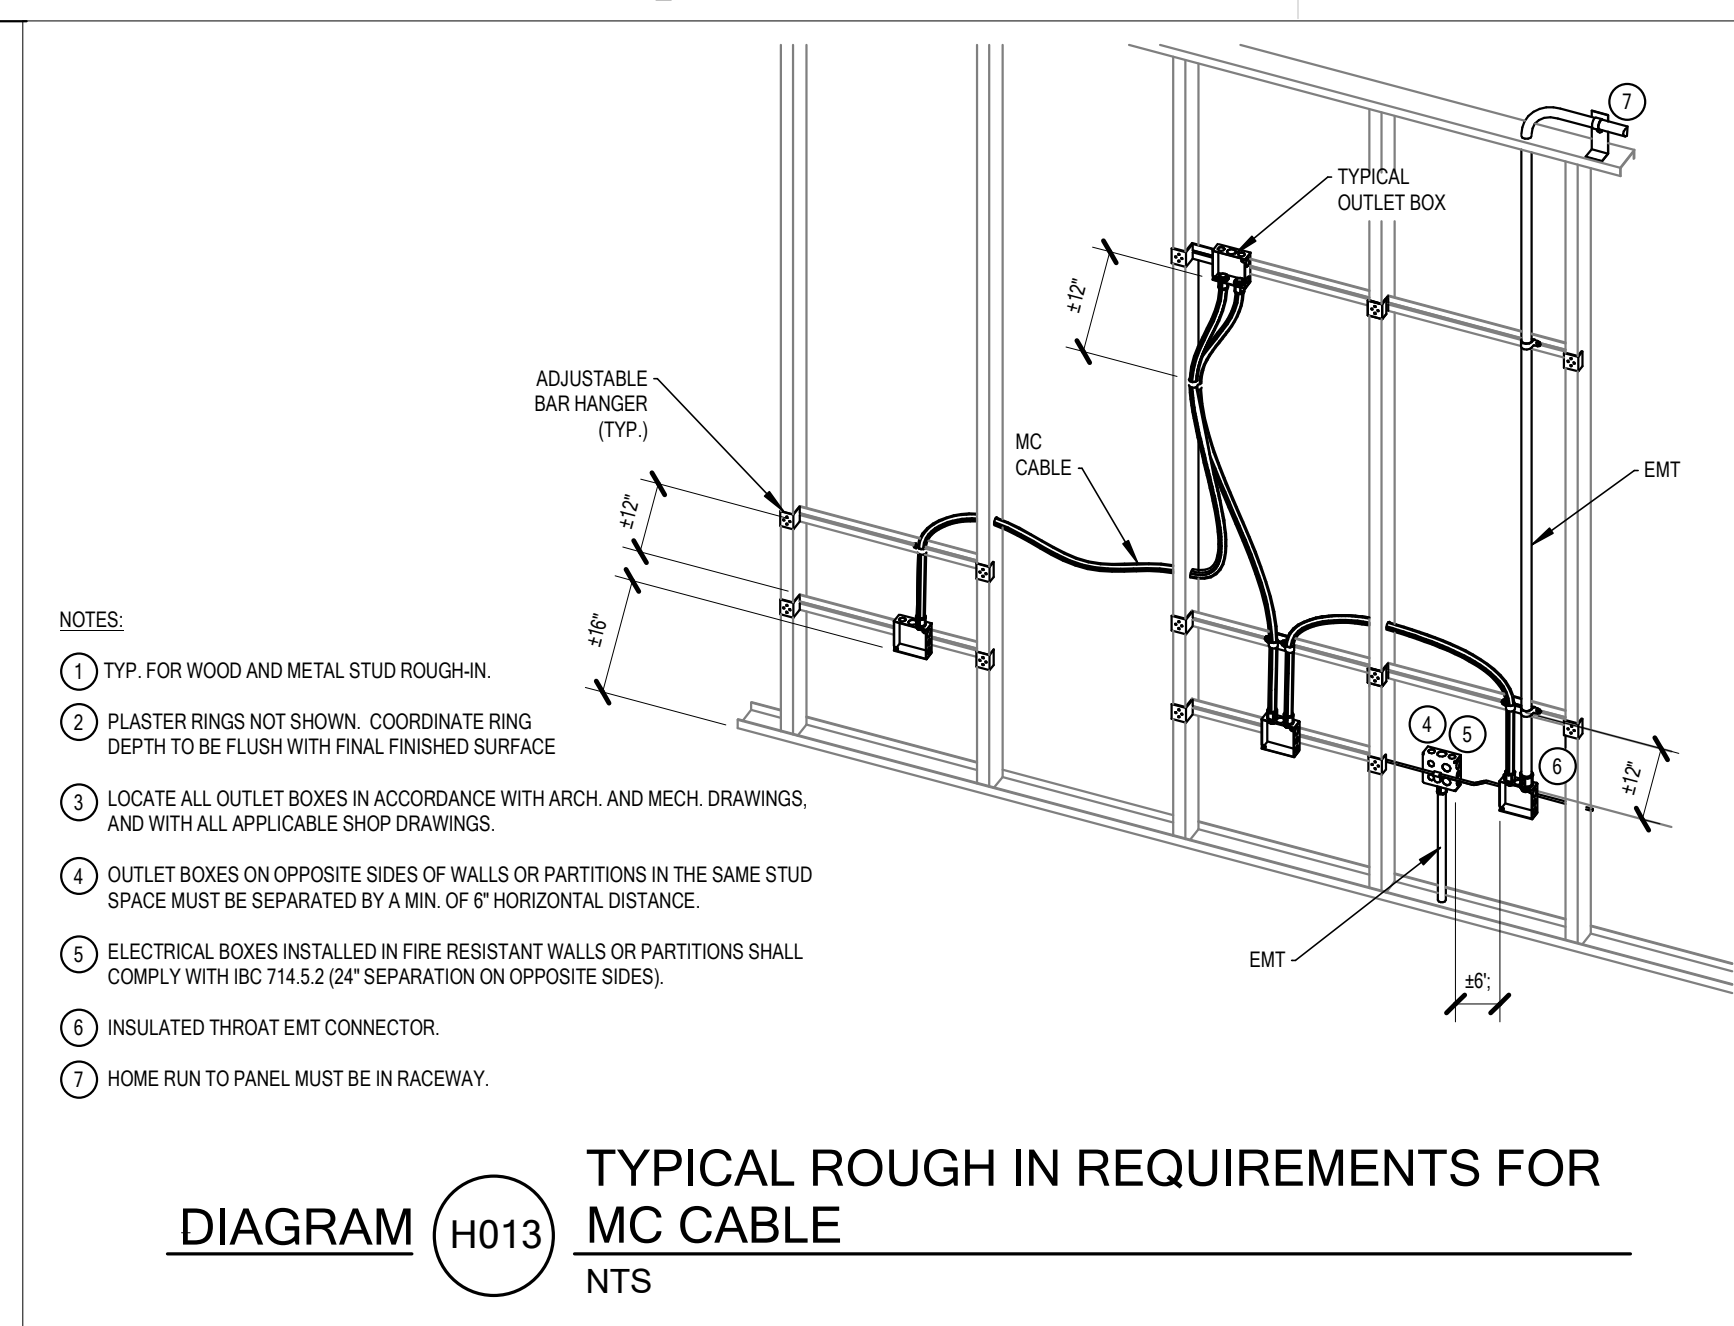 7
TYPICAL
OUTLET BOX
±12"
ADJUSTABLE
BAR HANGER
(TYP.)
MC
CABLE
EMT
±12"
±16"
4
5
6
±12"
EMT
±6';
NOTES:
1 TYP. FOR WOOD AND METAL STUD ROUGH-IN.
2 PLASTER RINGS NOT SHOWN. COORDINATE RING
DEPTH TO BE FLUSH WITH FINAL FINISHED SURFACE
3 LOCATE ALL OUTLET BOXES IN ACCORDANCE WITH ARCH. AND MECH. DRAWINGS,
AND WITH ALL APPLICABLE SHOP DRAWINGS.
4 OUTLET BOXES ON OPPOSITE SIDES OF WALLS OR PARTITIONS IN THE SAME STUD
SPACE MUST BE SEPARATED BY A MIN. OF 6" HORIZONTAL DISTANCE.
5 ELECTRICAL BOXES INSTALLED IN FIRE RESISTANT WALLS OR PARTITIONS SHALL
COMPLY WITH IBC 714.5.2 (24" SEPARATION ON OPPOSITE SIDES).
6 INSULATED THROAT EMT CONNECTOR.
7 HOME RUN TO PANEL MUST BE IN RACEWAY.
DIAGRAM
H013
TYPICAL ROUGH IN REQUIREMENTS FOR
MC CABLE
NTS